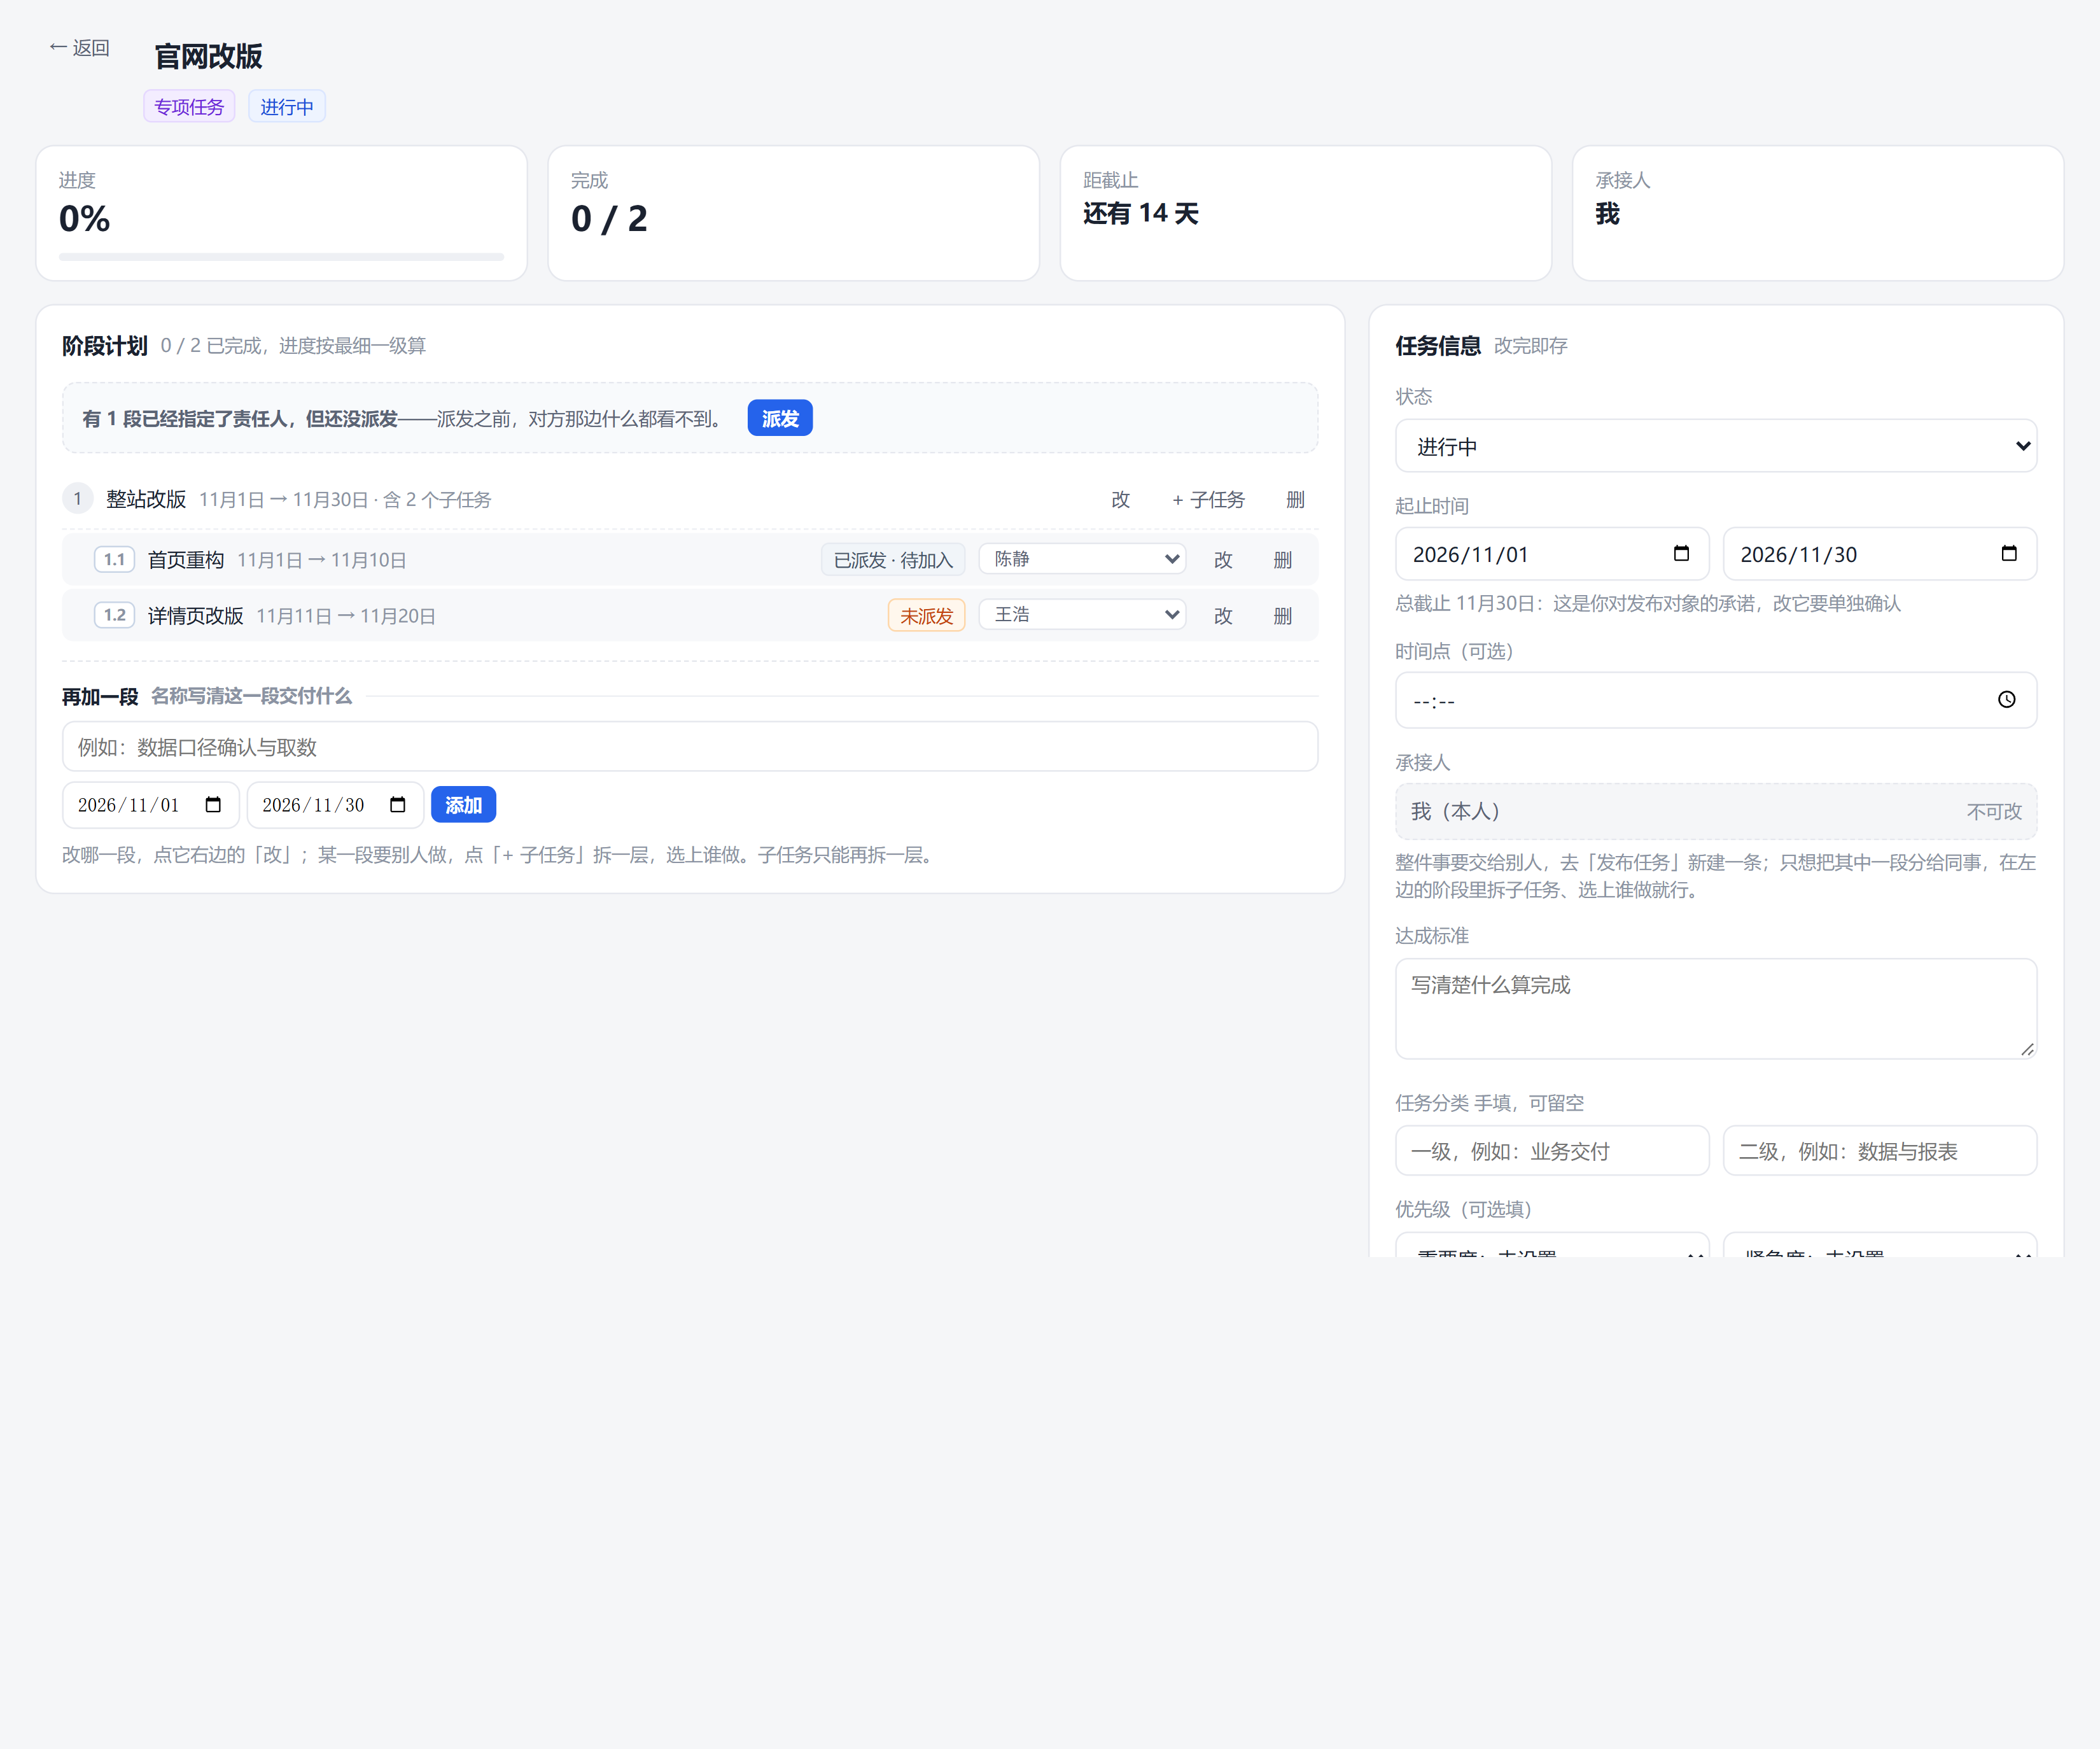 ← 返回
官网改版
专项任务
进行中
进度
0%
完成
0 / 2
距截止
还有 14 天
承接人
我
阶段计划 0 / 2 已完成，进度按最细一级算
有 1 段已经指定了责任人，但还没派发——派发之前，对方那边什么都看不到。 派发
1 整站改版 11月1日 → 11月30日 · 含 2 个子任务 改 + 子任务 删
1.1 首页重构 11月1日 → 11月10日 已派发 · 待加入 陈静 改 删
1.2 详情页改版 11月11日 → 11月20日 未派发 王浩 改 删
再加一段 名称写清这一段交付什么
例如：数据口径确认与取数
2026/11/01 2026/11/30 添加
改哪一段，点它右边的「改」；某一段要别人做，点「+ 子任务」拆一层，选上谁做。子任务只能再拆一层。
任务信息 改完即存
状态
进行中
起止时间
2026/11/01 2026/11/30
总截止 11月30日：这是你对发布对象的承诺，改它要单独确认
时间点（可选）
--:--
承接人
我（本人） 不可改
整件事要交给别人，去「发布任务」新建一条；只想把其中一段分给同事，在左
边的阶段里拆子任务、选上谁做就行。
达成标准
写清楚什么算完成
任务分类 手填，可留空
一级，例如：业务交付 二级，例如：数据与报表
优先级（可选填）
重要度：未设置 紧急度：未设置